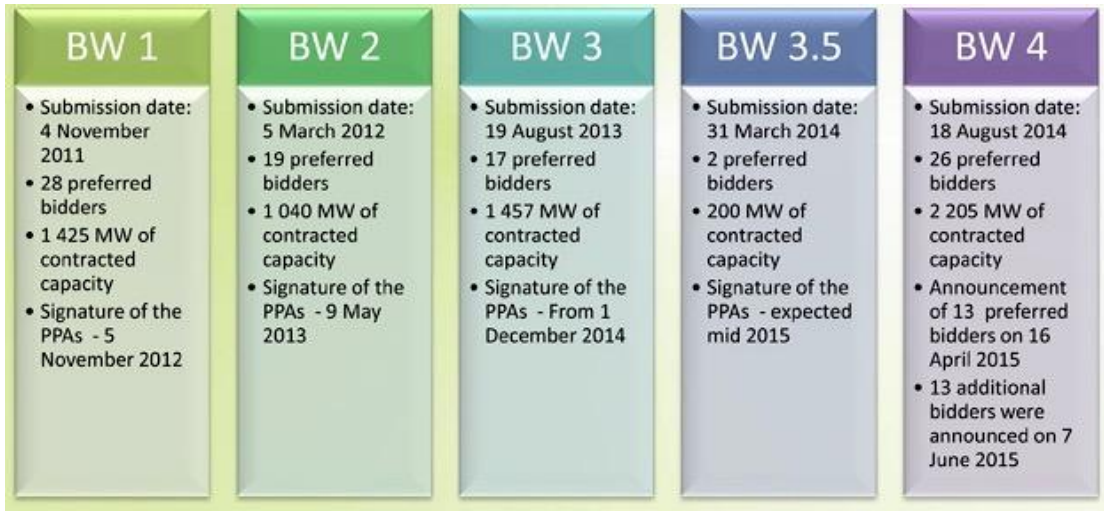 BW 1
• Submission date:
4 November
2011
• 28 preferred
bidders
• 1 425 MW of
contracted
capacity
• Signature of the
PPAs - 5
November 2012
BW 2
• Submission date:
5 March 2012
• 19 preferred
bidders
• 1 040 MW of
contracted
capacity
• Signature of the
PPAs - 9 May
2013
BW 3
• Submission date:
19 August 2013
• 17 preferred
bidders
• 1 457 MW of
contracted
capacity
• Signature of the
PPAs - From 1
December 2014
BW 3.5
• Submission date:
31 March 2014
• 2 preferred
bidders
• 200 MW of
contracted
capacity
• Signature of the
PPAs - expected
mid 2015
BW 4
• Submission date:
18 August 2014
• 26 preferred
bidders
• 2 205 MW of
contracted
capacity
• Announcement
of 13 preferred
bidders on 16
April 2015
• 13 additional
bidders were
announced on 7
June 2015